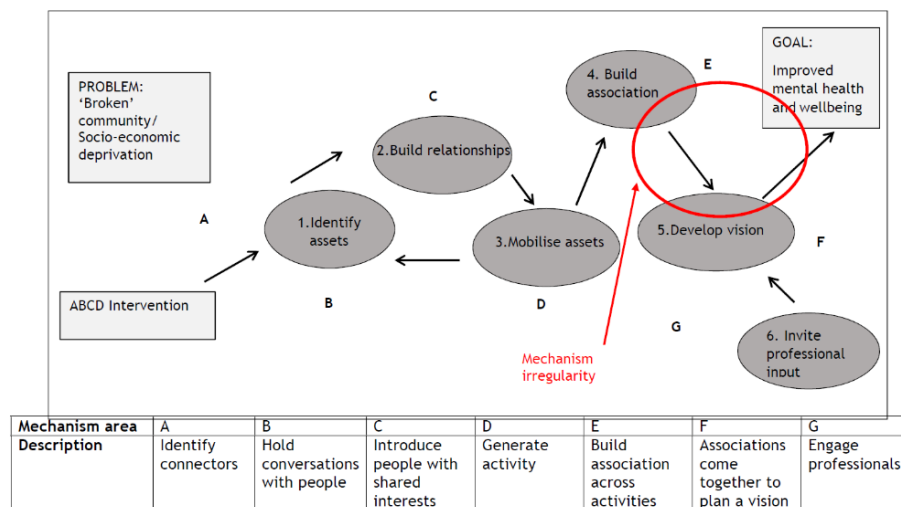 PROBLEM:
‘Broken’
community/
Socio-economic
deprivation
ABCD Intervention
A
1.Identify
assets
B
C
2.Build relationships
3.Mobilise assets
D
4. Build
association
E
GOAL:
Improved
mental health
and wellbeing
5.Develop vision
F
G
6. Invite
professional
input
Mechanism
irregularity
Mechanism area A B C D E F G
Description Identify Hold Introduce Generate Build Associations Engage
connectors conversations people with activity association come professionals
with people shared across together to
interests activities plan a vision